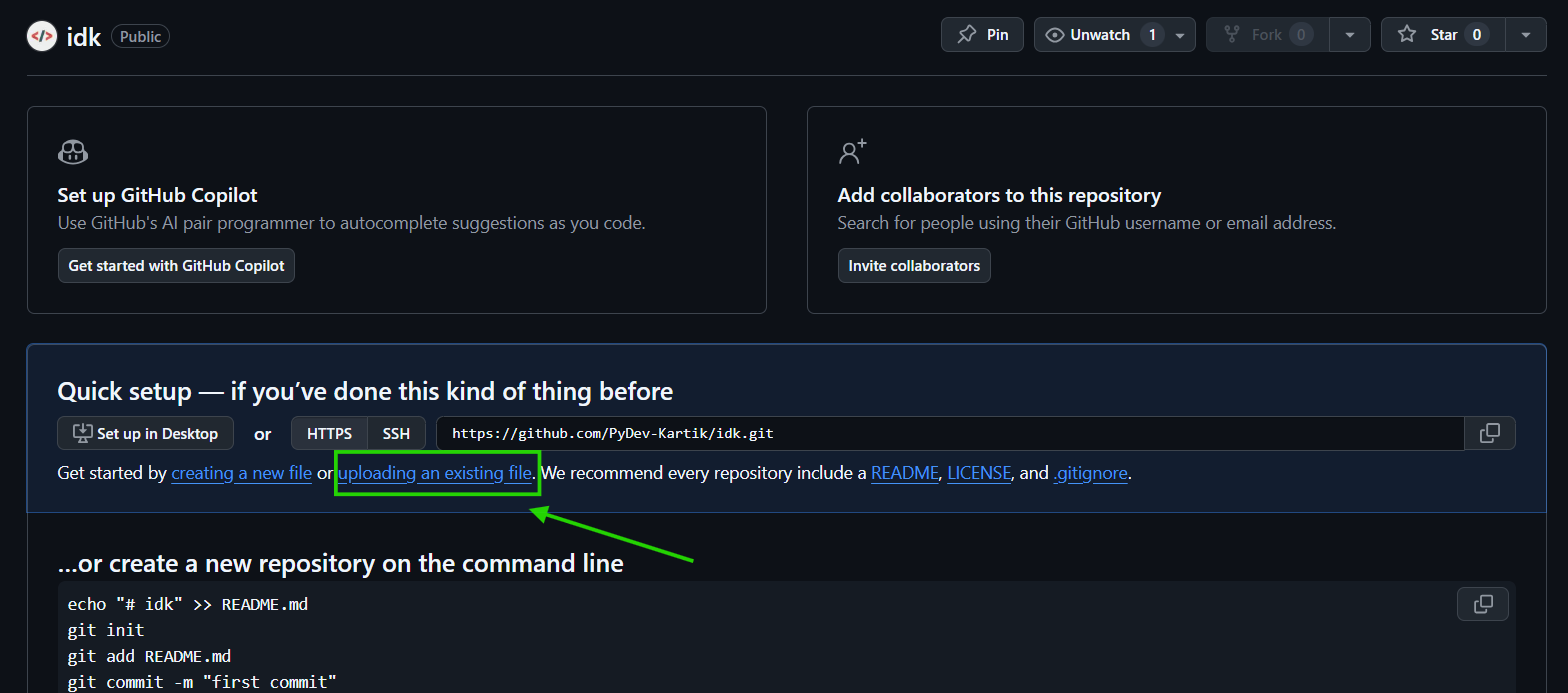 idk Public Pin Unwatch 1 Fork 0 Star 0
Set up GitHub Copilot
Use GitHub's AI pair programmer to autocomplete suggestions as you code.
Get started with GitHub Copilot
Add collaborators to this repository
Search for people using their GitHub username or email address.
Invite collaborators
Quick setup — if you’ve done this kind of thing before
Set up in Desktop or HTTPS SSH https://github.com/PyDev-Kartik/idk.git
Get started by creating a new file or uploading an existing file. We recommend every repository include a README, LICENSE, and .gitignore.
…or create a new repository on the command line
echo "# idk" >> README.md
git init
git add README.md
git commit -m "first commit"